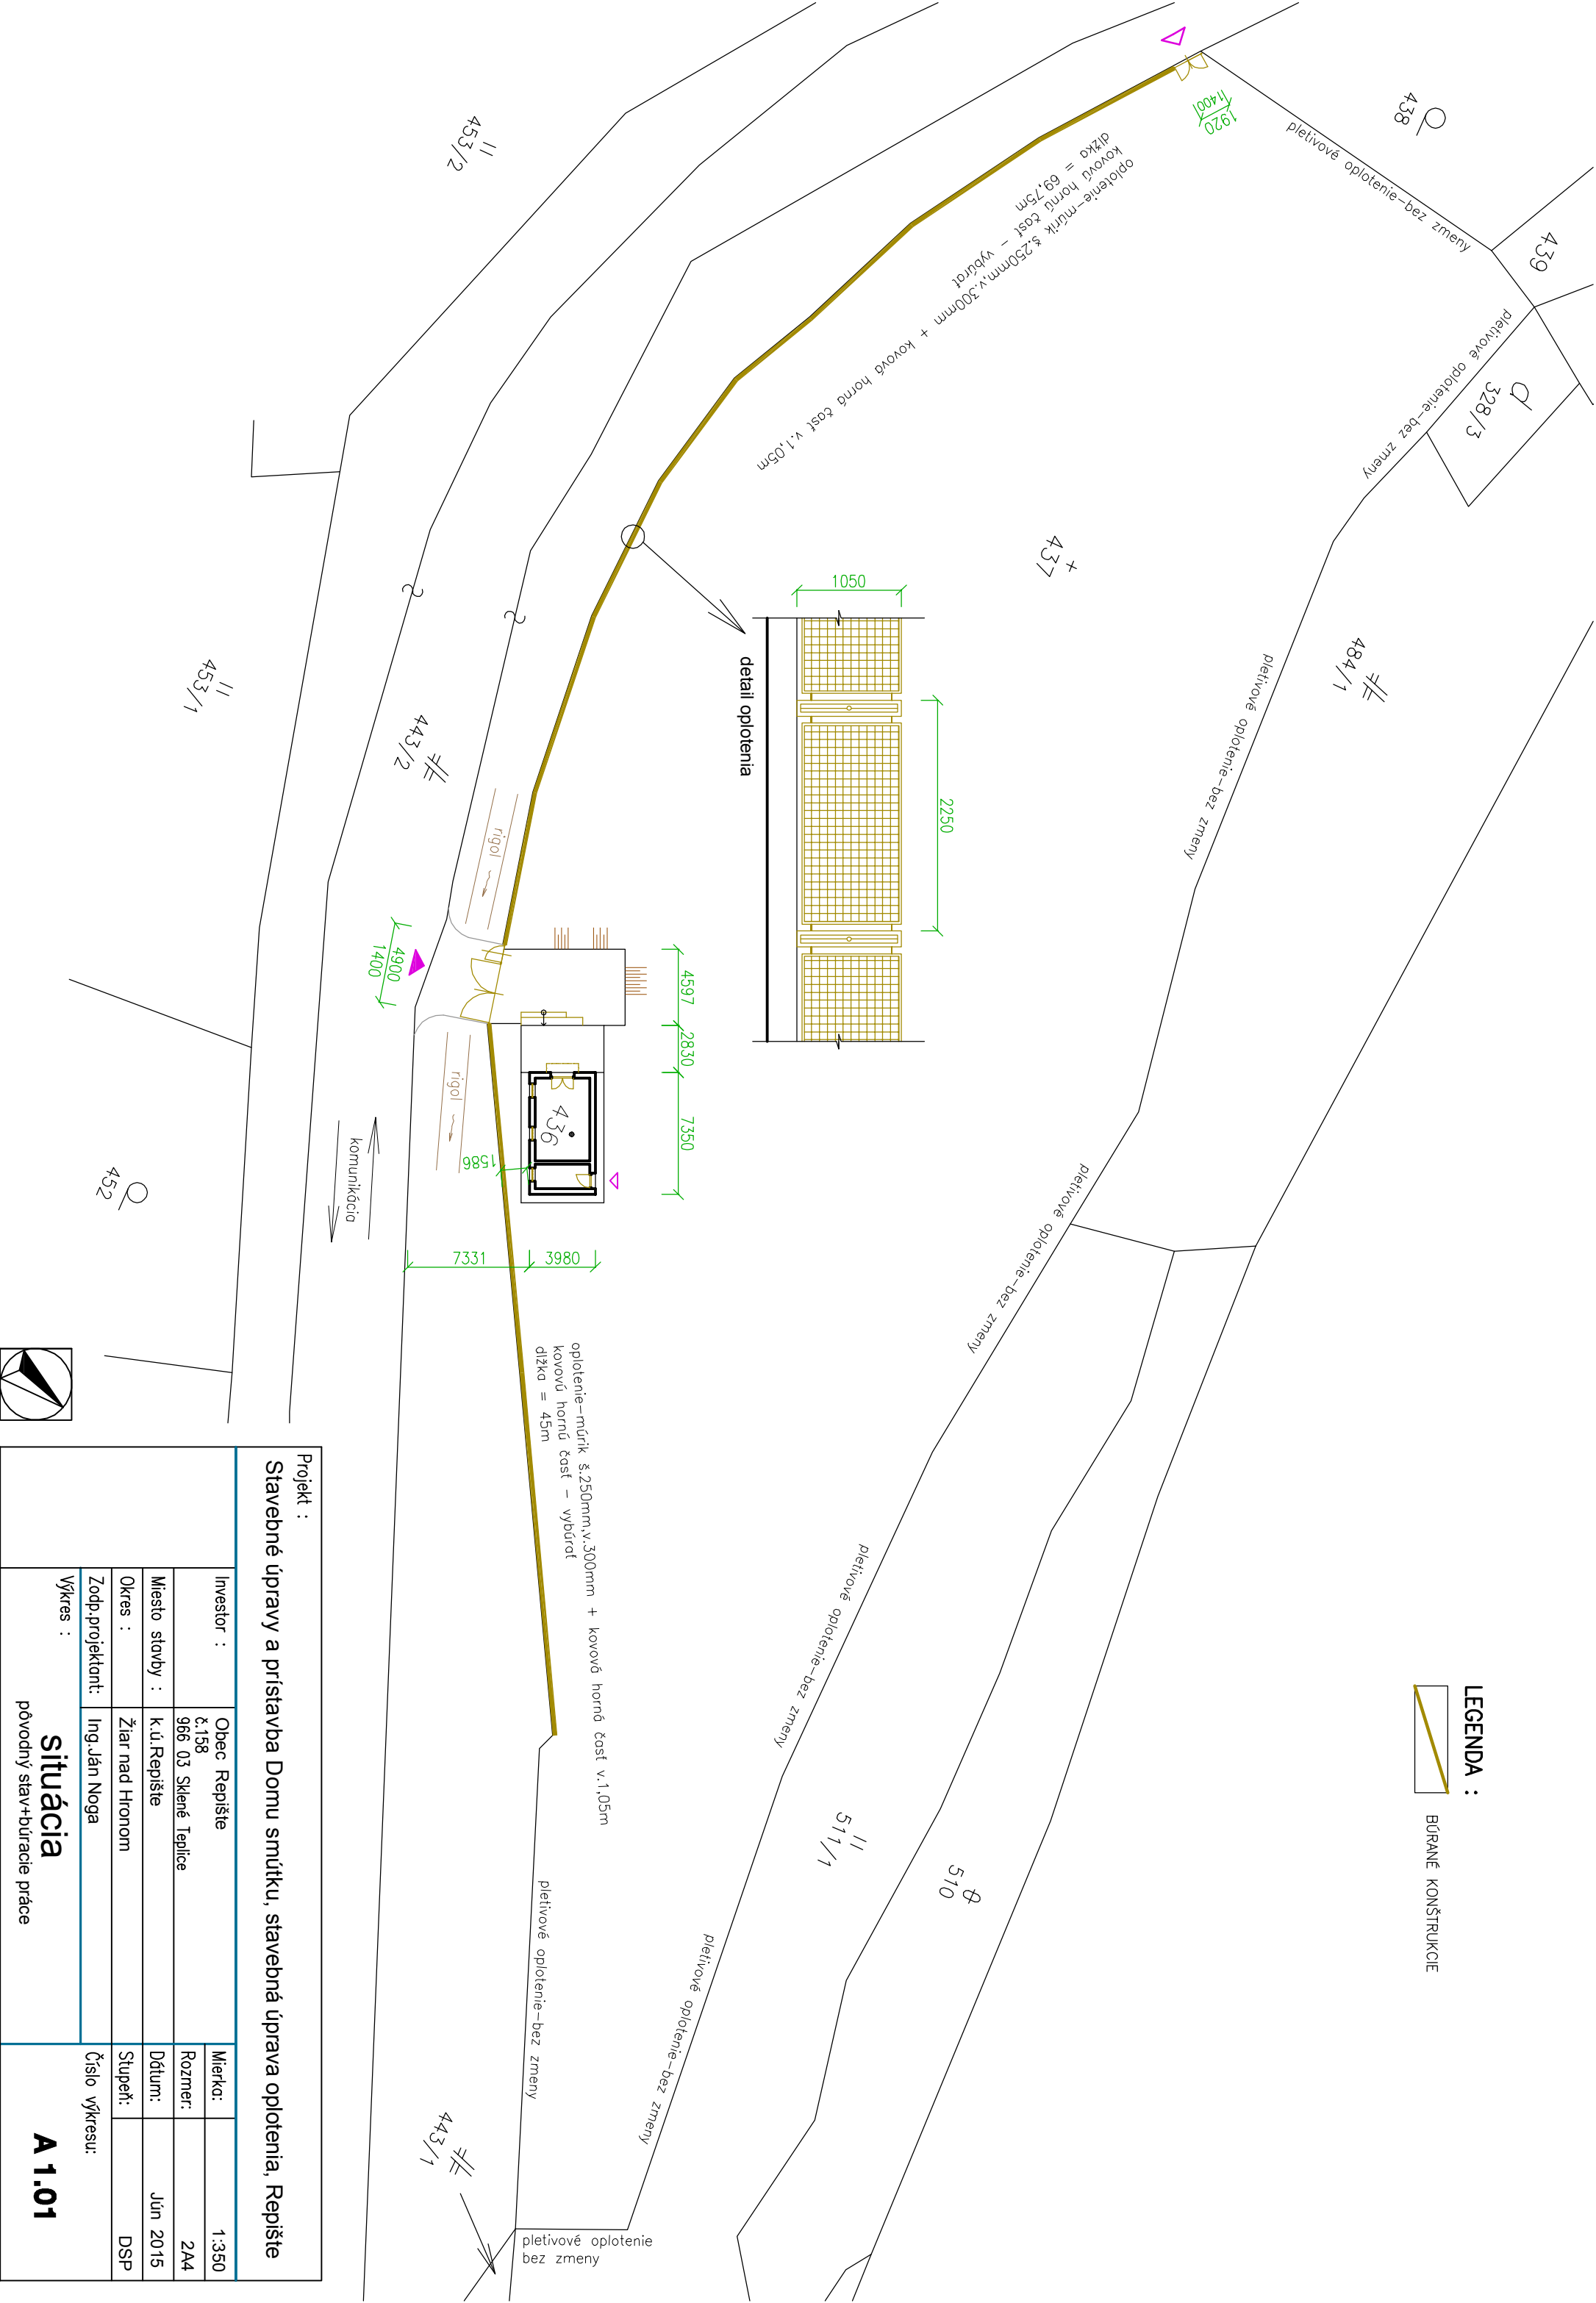 LEGENDA :
BÚRANÉ KONŠTRUKCIE
438
439
328/3
437
484/1
453/2
453/1
443/2
452
436
511/1
510
443/1
pletivové oplotenie-bez zmeny
pletivové oplotenie-bez zmeny
pletivové oplotenie-bez zmeny
pletivové oplotenie-bez zmeny
pletivové oplotenie-bez zmeny
pletivové oplotenie-bez zmeny
pletivové oplotenie-bez zmeny
pletivové oplotenie
bez zmeny
1920
(1400)
oplotenie-múrik š.250mm,v.300mm + kovová horná časť v.1,05m
kovovú hornú časť - vybúrať
dĺžka = 69,75m
1050
2250
detail oplotenia
rigol
rigol
4900
1400
4597
2830
7350
1586
7331
3980
komunikácia
oplotenie-múrik š.250mm,v.300mm + kovová horná časť v.1,05m
kovovú hornú časť - vybúrať
dĺžka = 45m
Projekt :
Stavebné úpravy a prístavba Domu smútku, stavebná úprava oplotenia, Repište
Investor :
Obec Repište
č.158
966 03 Sklené Teplice
Miesto stavby :
k.ú.Repište
Okres :
Žiar nad Hronom
Zodp.projektant:
Ing.Ján Noga
Výkres :
situácia
pôvodný stav+búracie práce
Mierka:
1:350
Rozmer:
2A4
Dátum:
Jún 2015
Stupeň:
DSP
Číslo výkresu:
A 1.01